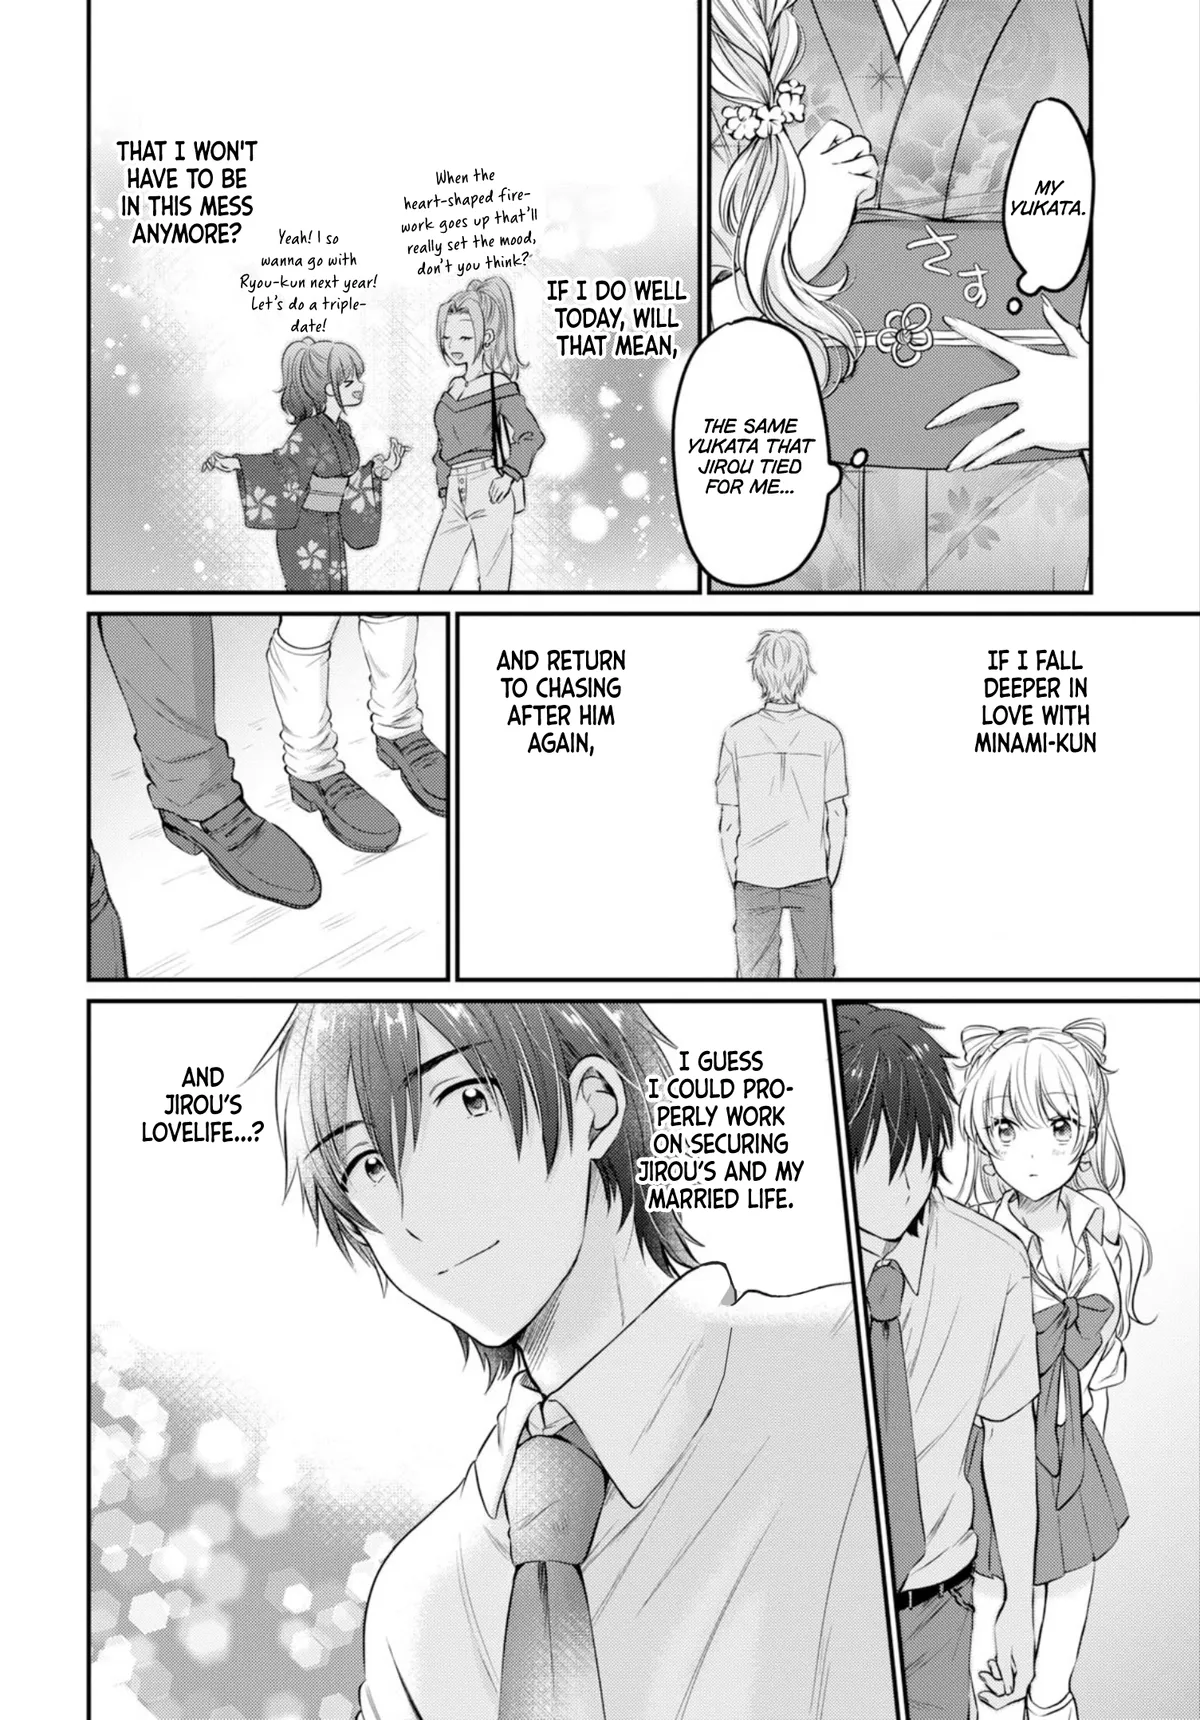 MY
YUKATA.
さす
THE SAME
YUKATA THAT
JIROU TIED
FOR ME...
IF I DO WELL
TODAY, WILL
THAT MEAN,
When the
heart-shaped fire-
work goes up that'll
really set the mood,
don't you think?
Yeah! I so
wanna go with
Ryou-kun next year!
Let's do a triple-
date!
THAT I WON'T
HAVE TO BE
IN THIS MESS
ANYMORE?
IF I FALL
DEEPER IN
LOVE WITH
MINAMI-KUN
AND RETURN
TO CHASING
AFTER HIM
AGAIN,
I GUESS
I COULD PRO-
PERLY WORK
ON SECURING
JIROU'S AND MY
MARRIED LIFE.
AND
JIROU'S
LOVELIFE...?